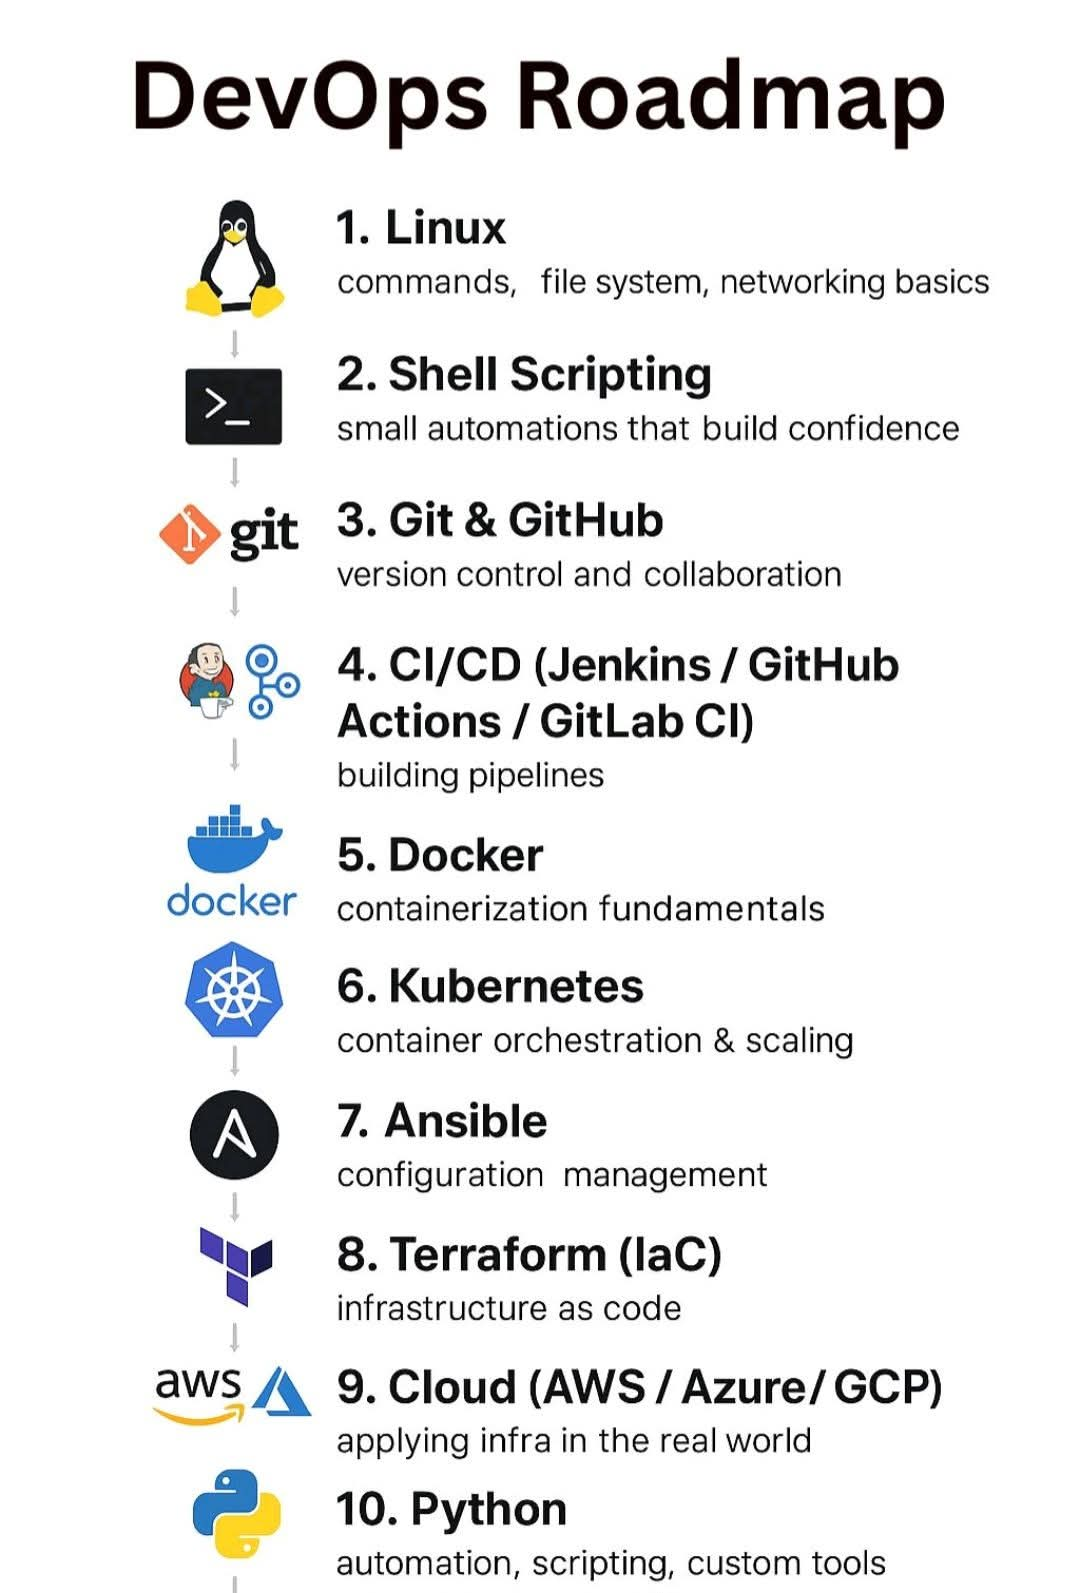 DevOps Roadmap
1. Linux
commands, file system, networking basics
>_
2. Shell Scripting
small automations that build confidence
git
3. Git & GitHub
version control and collaboration
4. CI/CD (Jenkins / GitHub
Actions / GitLab CI)
building pipelines
docker
5. Docker
containerization fundamentals
6. Kubernetes
container orchestration & scaling
7. Ansible
configuration management
8. Terraform (IaC)
infrastructure as code
aws
9. Cloud (AWS / Azure/ GCP)
applying infra in the real world
10. Python
automation, scripting, custom tools